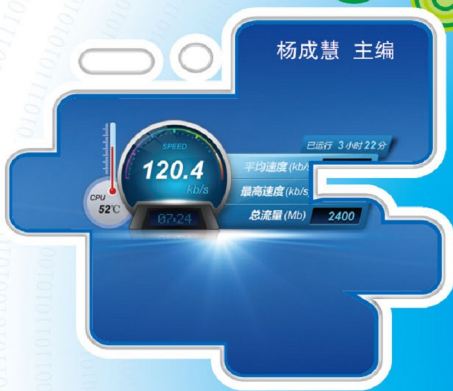 杨成慧 主编
已运行 3小时22分
SPEED
120.4
kb/s
平均速度 (kb/s
最高速度 (kb/s
总流量 (Mb) 2400
CPU
52℃
07:24